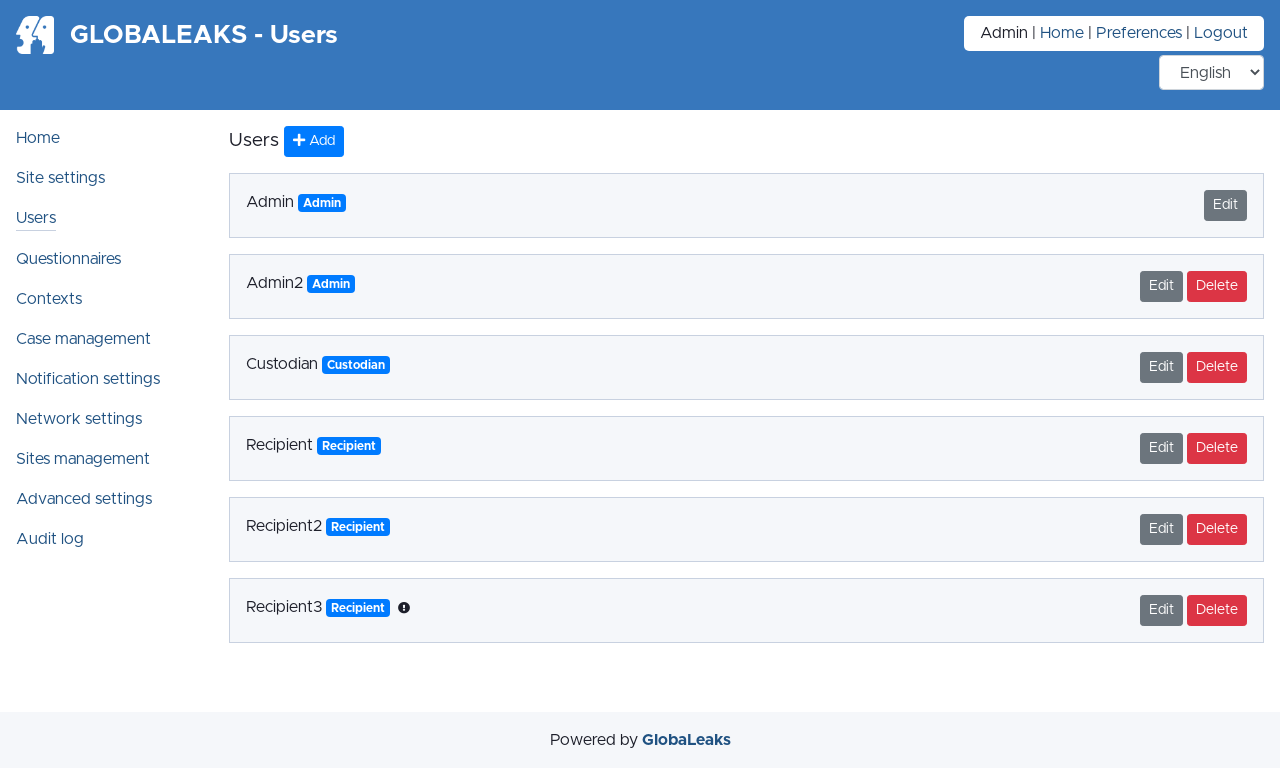 GLOBALEAKS - Users
Admin | Home | Preferences | Logout
English
Home
Site settings
Users
Questionnaires
Contexts
Case management
Notification settings
Network settings
Sites management
Advanced settings
Audit log
Users Add
Admin Admin Edit
Admin2 Admin Edit Delete
Custodian Custodian Edit Delete
Recipient Recipient Edit Delete
Recipient2 Recipient Edit Delete
Recipient3 Recipient Edit Delete
Powered by GlobaLeaks